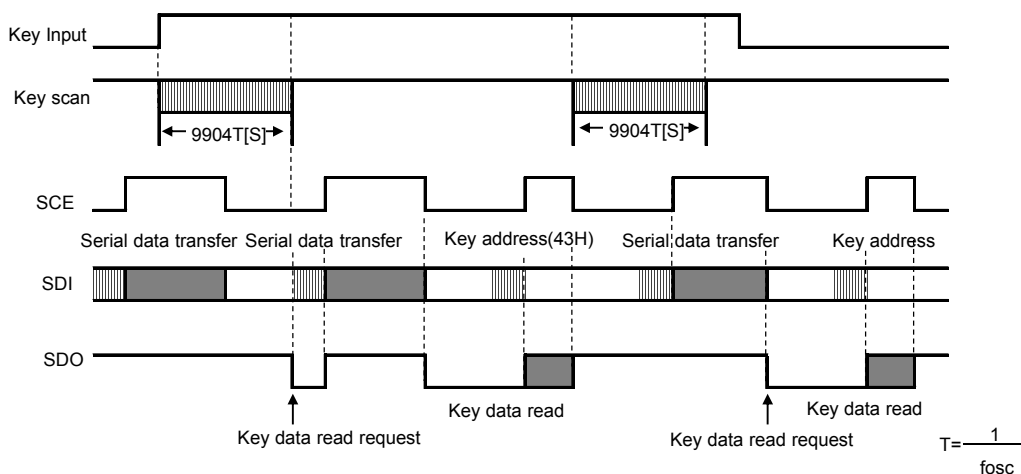 Key Input
Key scan
9904T[S]
9904T[S]
SCE
Serial data transfer
Serial data transfer
Key address(43H)
Serial data transfer
Key address
SDI
SDO
Key data read
Key data read
Key data read request
Key data read request
T=1
fosc